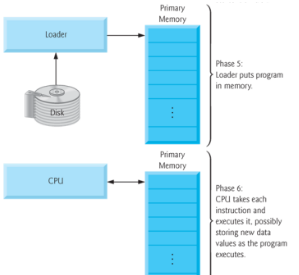 Primary
Memory
Loader
Disk
Phase 5:
Loader puts program
in memory.
Primary
Memory
CPU
Phase 6:
CPU takes each
instruction and
executes it, possibly
storing new data
values as the program
executes.